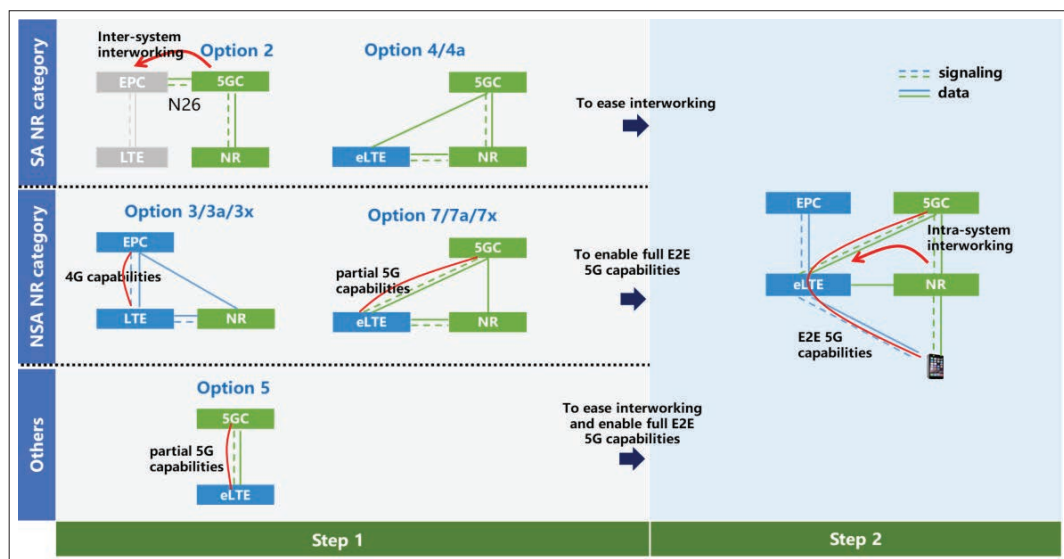 SA NR category
Inter-system
interworking
Option 2
EPC
5GC
N26
LTE
NR
Option 4/4a
5GC
eLTE
NR
To ease interworking
NSA NR category
Option 3/3a/3x
EPC
4G capabilities
LTE
NR
Option 7/7a/7x
5GC
partial 5G
capabilities
eLTE
NR
To enable full E2E
5G capabilities
Others
Option 5
5GC
partial 5G
capabilities
eLTE
To ease interworking
and enable full E2E
5G capabilities
signaling
data
EPC
5GC
Intra-system
interworking
eLTE
NR
E2E 5G
capabilities
Step 1
Step 2